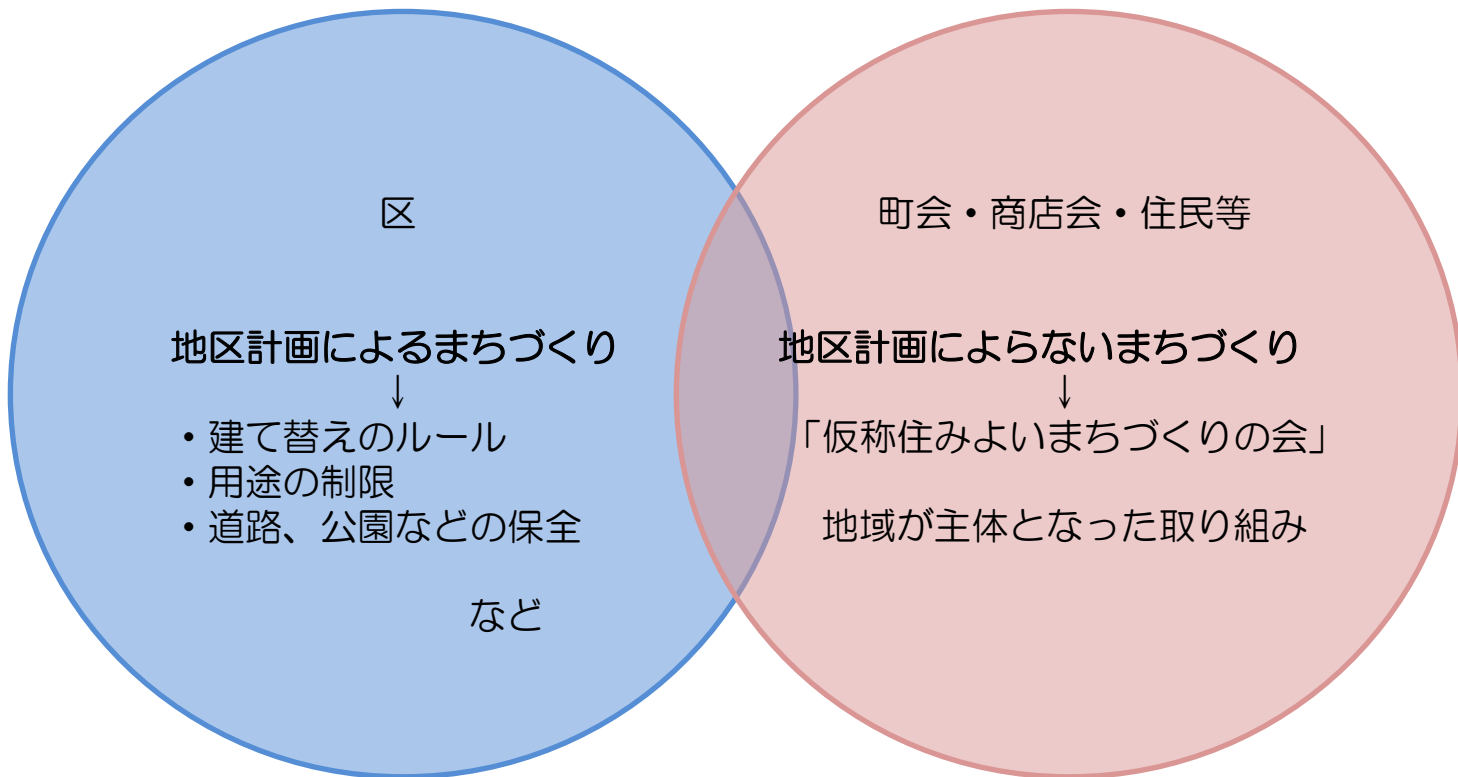 区
地区計画によるまちづくり
↓
・建て替えのルール
・用途の制限
・道路、公園などの保全
など
町会・商店会・住民等
地区計画によらないまちづくり
↓
「仮称住みよいまちづくりの会」
地域が主体となった取り組み